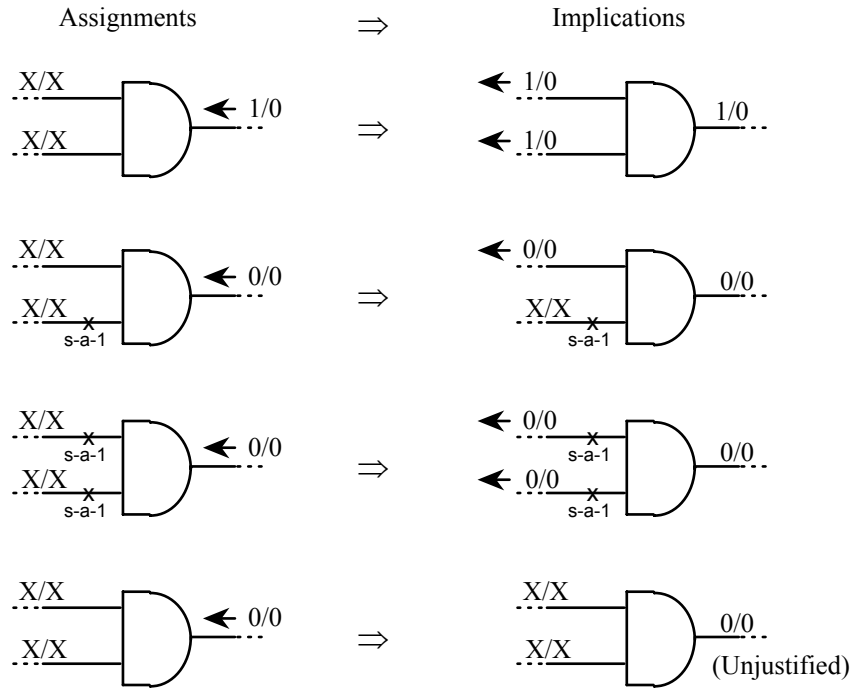 Assignments ⇒ Implications
X/X 1/0 1/0 1/0
X/X ⇒ 1/0
X/X 0/0 0/0 0/0
X/X ⇒ X/X
x x
s-a-1 s-a-1
X/X 0/0 0/0 0/0
x x
s-a-1 ⇒ s-a-1
X/X 0/0
x x
s-a-1 s-a-1
X/X 0/0 X/X 0/0
X/X ⇒ X/X (Unjustified)